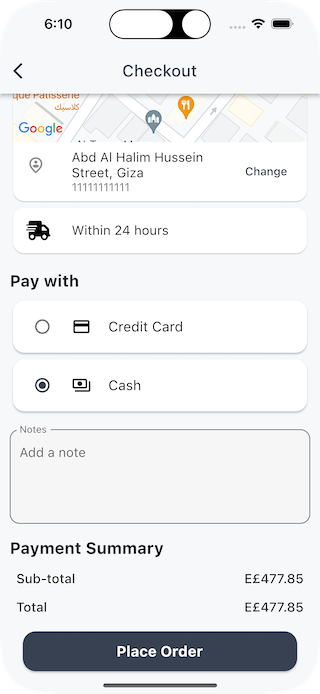 6:10
Checkout
que Patisserie
كلاسيك
Google
Abd Al Halim Hussein
Street, Giza
Change
11111111111
Within 24 hours
Pay with
Credit Card
Cash
Notes
Add a note
Payment Summary
Sub-total E£477.85
Total E£477.85
Place Order